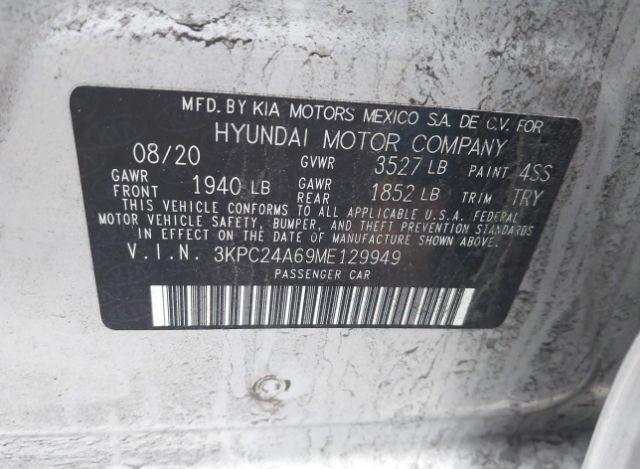 MFD. BY KIA MOTORS MEXICO S.A. DE C.V. FOR
HYUNDAI MOTOR COMPANY
08/20 GVWR 3527 LB PAINT 4SS
GAWR FRONT 1940 LB GAWR REAR 1852 LB TRIM TRY
THIS VEHICLE CONFORMS TO ALL APPLICABLE U.S.A. FEDERAL
MOTOR VEHICLE SAFETY, BUMPER, AND THEFT PREVENTION STANDARDS
IN EFFECT ON THE DATE OF MANUFACTURE SHOWN ABOVE.
V.I.N. 3KPC24A69ME129949
PASSENGER CAR